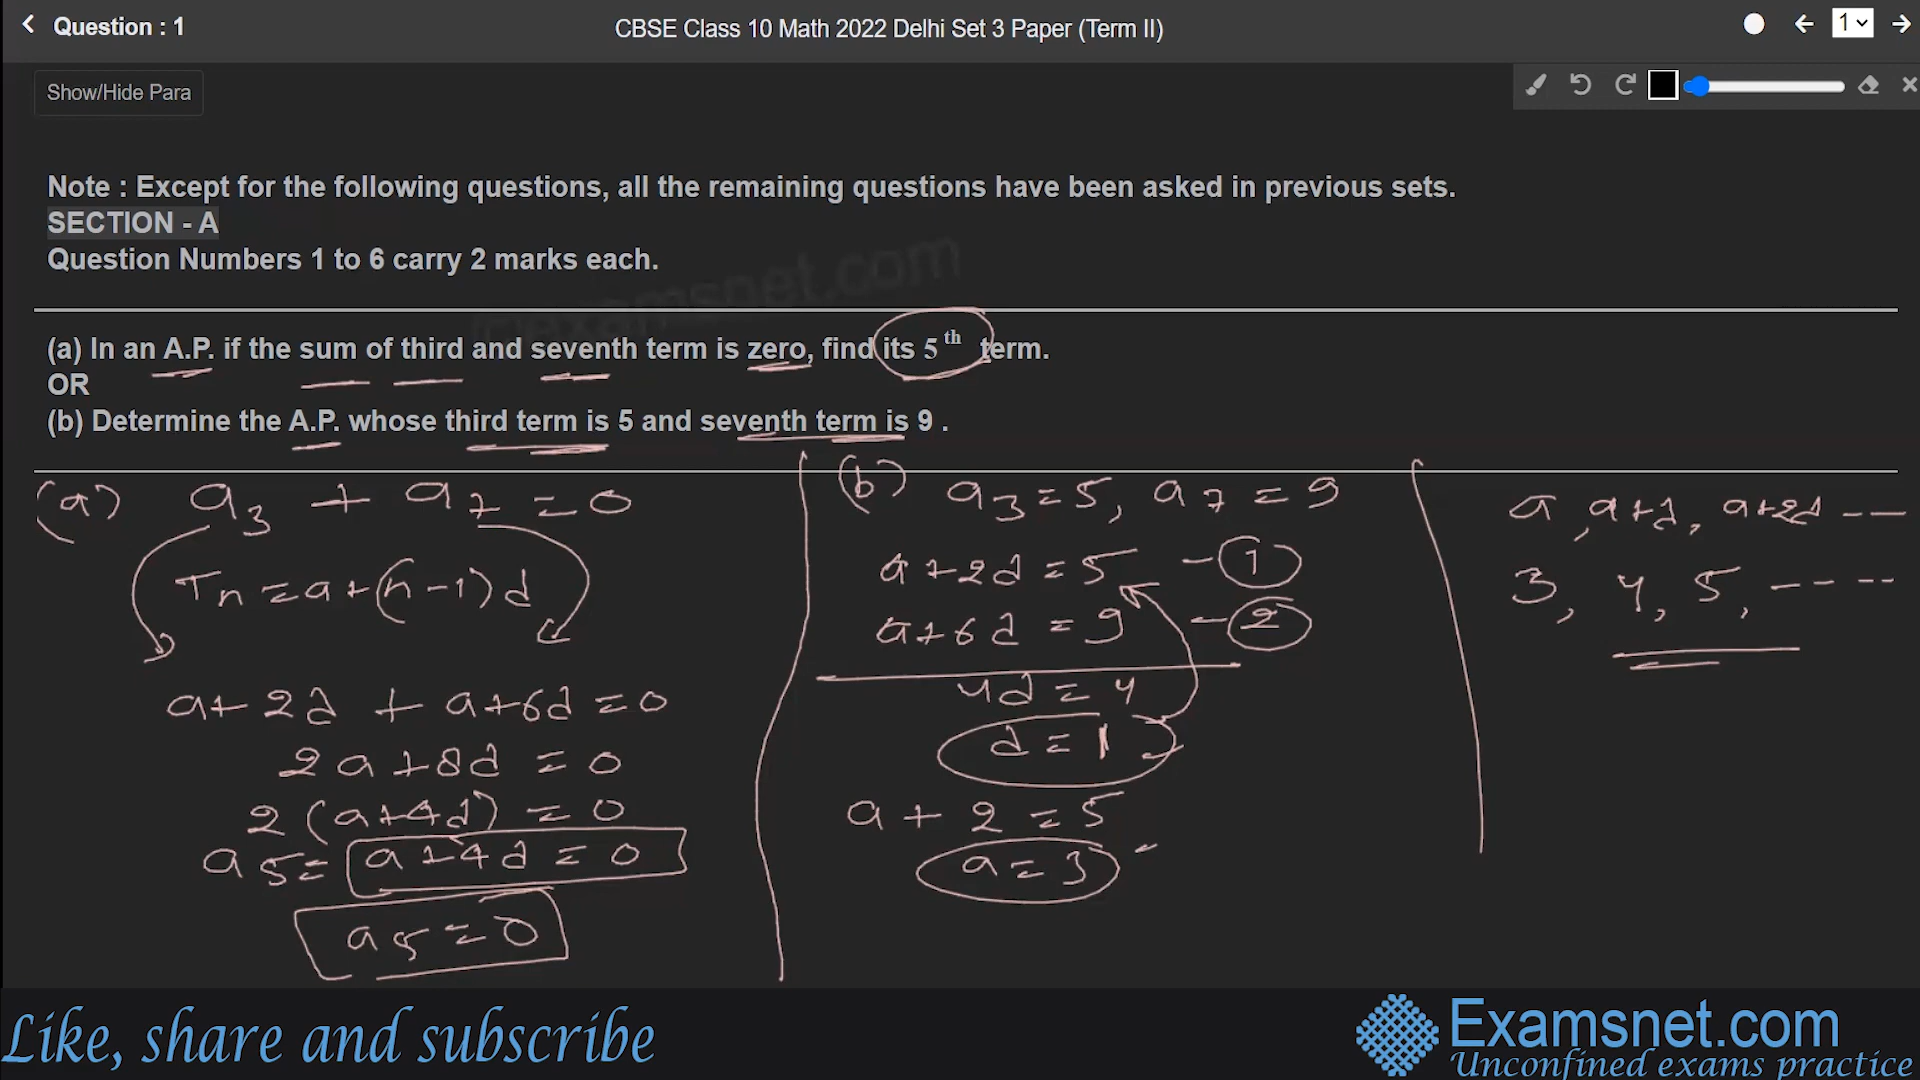 Question : 1
CBSE Class 10 Math 2022 Delhi Set 3 Paper (Term II)
1
Show/Hide Para
Note : Except for the following questions, all the remaining questions have been asked in previous sets.
SECTION - A
Question Numbers 1 to 6 carry 2 marks each.
examsnet.com
(a) In an A.P. if the sum of third and seventh term is zero, find its 5th term.
OR
(b) Determine the A.P. whose third term is 5 and seventh term is 9 .
(a) a3 + a7 = 0
Tn = a+(n-1)d
a+2d + a+6d = 0
2a+8d = 0
2(a+4d) = 0
a5 = a+4d = 0
a5 = 0
(b) a3=5, a7=9
a+2d=5 - 1
a+6d=9 - 2
4d=4
d=1
a+2=5
a=3
a, a+d, a+2d ---
3, 4, 5, ----
Like, share and subscribe
Examsnet.com
Unconfined exams practice